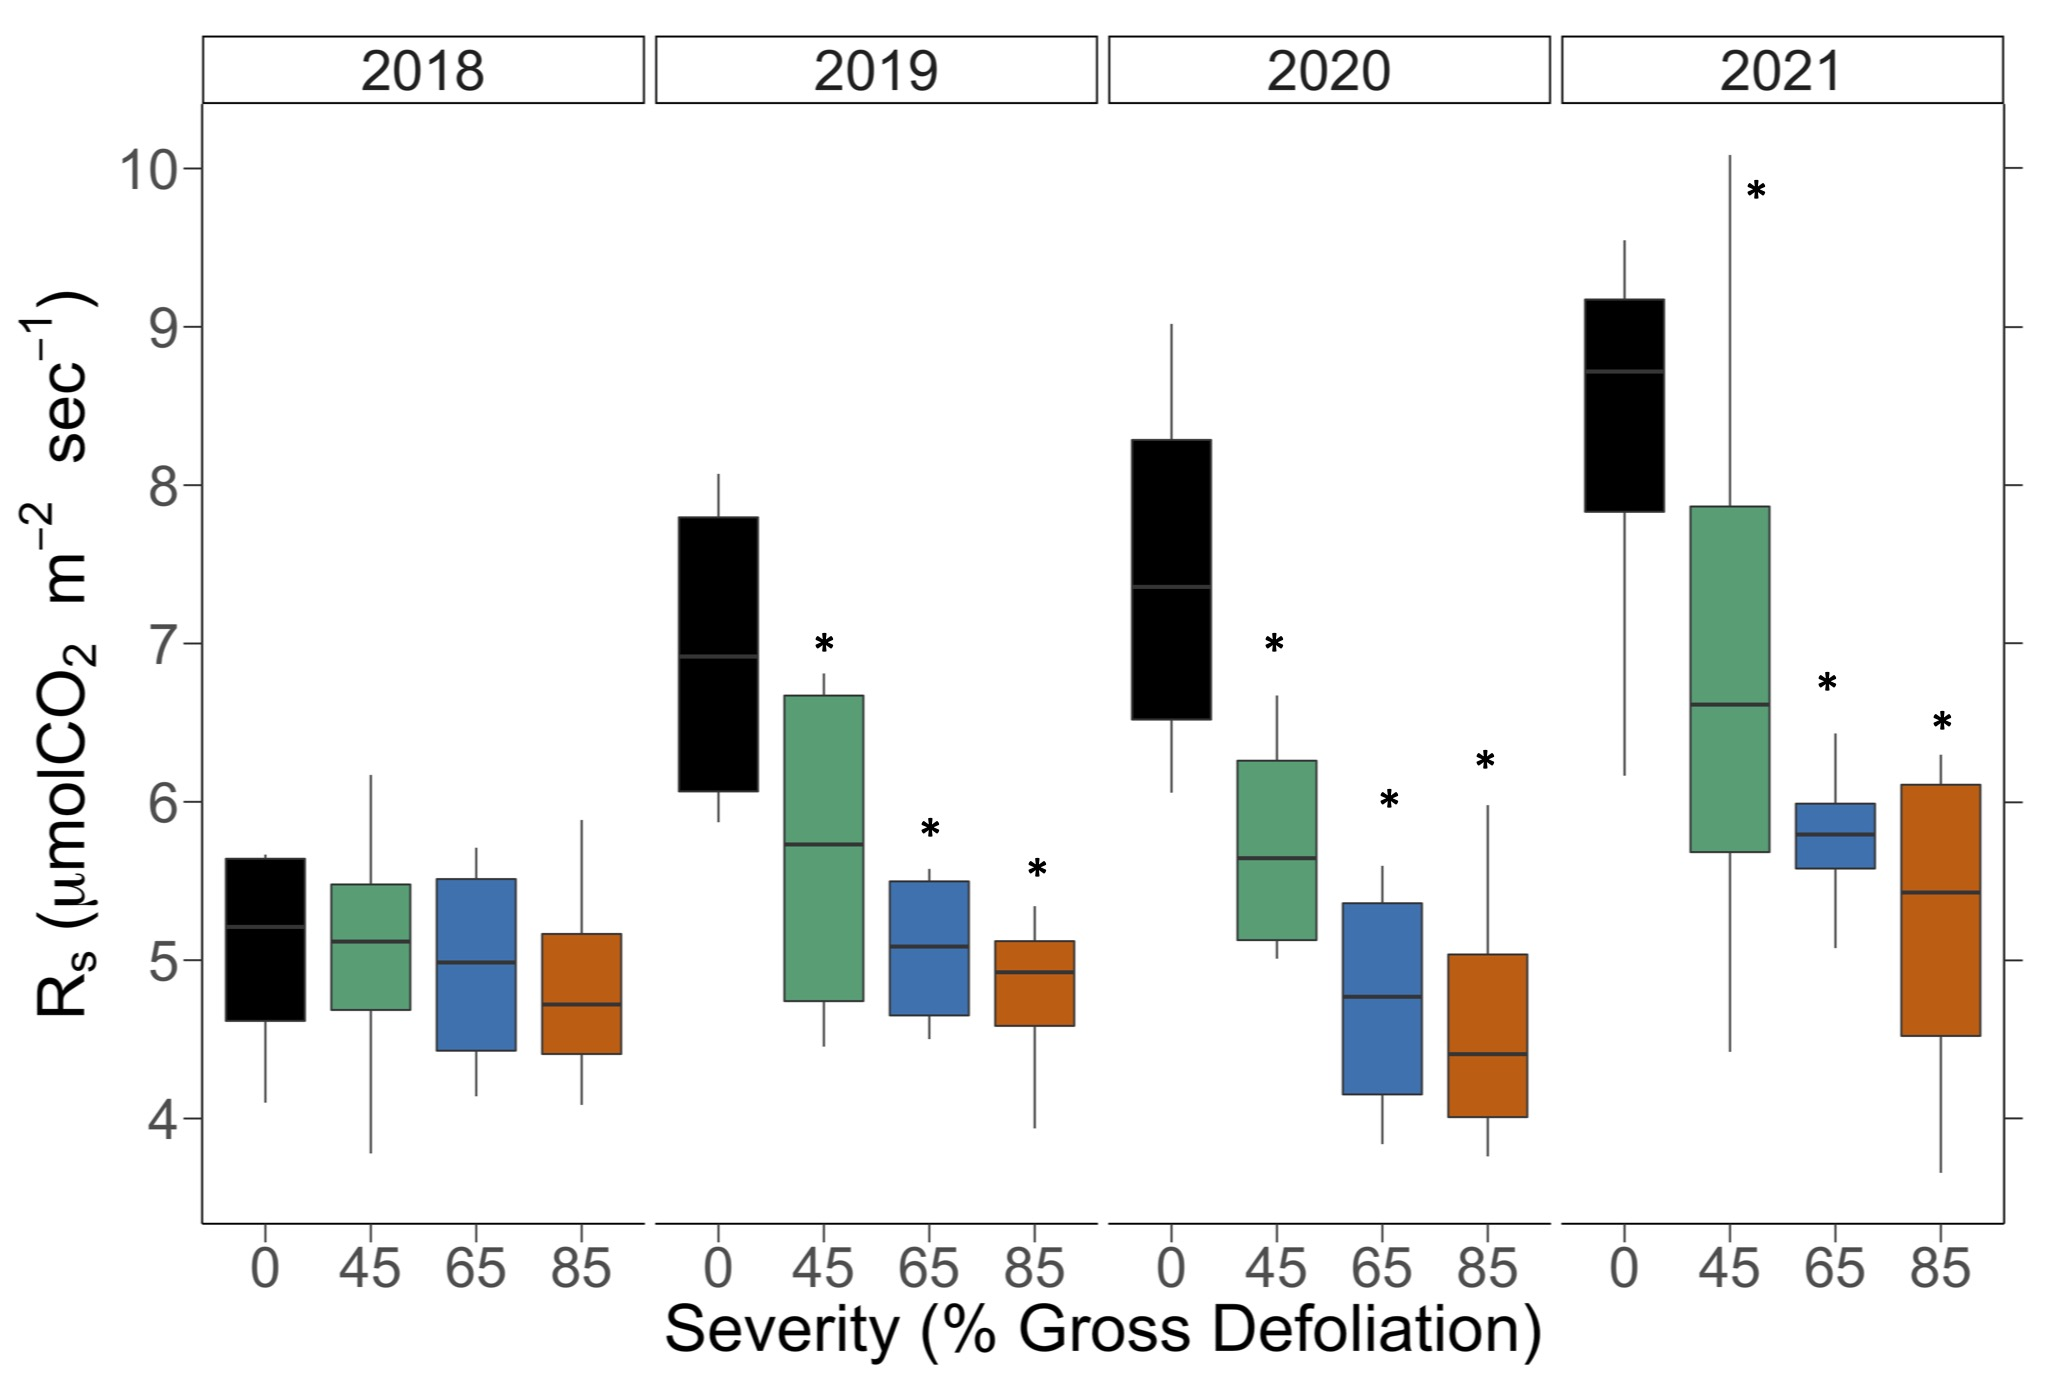 2018 2019 2020 2021
10
9
8
7
6
5
4
Rₛ (μmolCO₂ m⁻² sec⁻¹)
* * * * * * * * *
0 45 65 85 0 45 65 85 0 45 65 85 0 45 65 85
Severity (% Gross Defoliation)